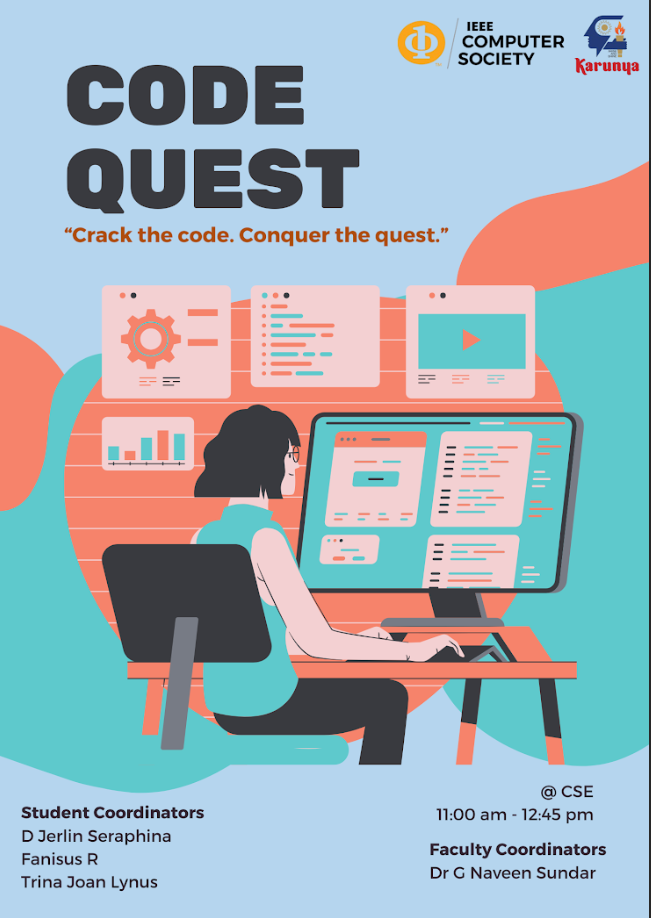 IEEE
COMPUTER
SOCIETY
Karunya
CODE
QUEST
“Crack the code. Conquer the quest.”
@ CSE
11:00 am - 12:45 pm
Student Coordinators
D Jerlin Seraphina
Fanisus R
Trina Joan Lynus
Faculty Coordinators
Dr G Naveen Sundar